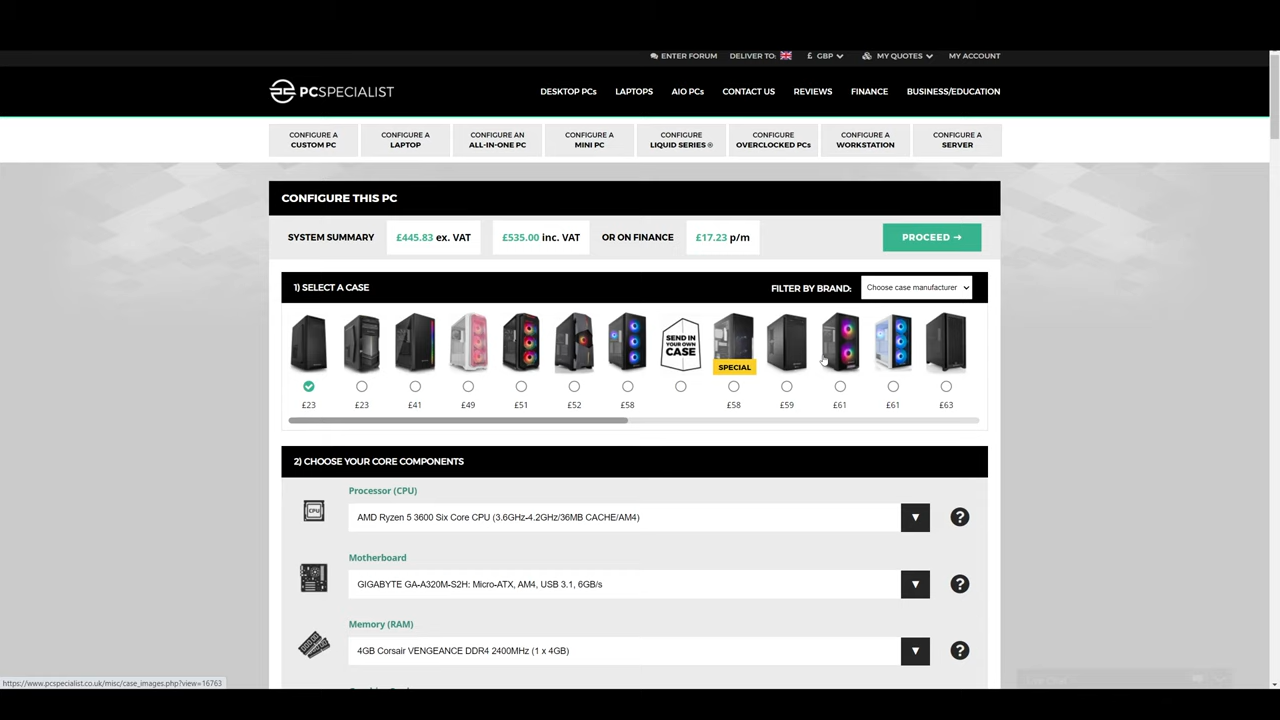 ENTER FORUM DELIVER TO: £ GBP MY QUOTES MY ACCOUNT
PCSPECIALIST
DESKTOP PCs LAPTOPS AIO PCs CONTACT US REVIEWS FINANCE BUSINESS/EDUCATION
CONFIGURE A CUSTOM PC
CONFIGURE A LAPTOP
CONFIGURE AN ALL-IN-ONE PC
CONFIGURE A MINI PC
CONFIGURE LIQUID SERIES ®
CONFIGURE OVERCLOCKED PCs
CONFIGURE A WORKSTATION
CONFIGURE A SERVER
CONFIGURE THIS PC
SYSTEM SUMMARY £445.83 ex. VAT £535.00 inc. VAT OR ON FINANCE £17.23 p/m PROCEED →
1) SELECT A CASE FILTER BY BRAND: Choose case manufacturer
SEND IN
YOUR OWN
CASE
SPECIAL
£23 £23 £41 £49 £51 £52 £58 £58 £59 £61 £61 £63
2) CHOOSE YOUR CORE COMPONENTS
Processor (CPU)
CPU AMD Ryzen 5 3600 Six Core CPU (3.6GHz-4.2GHz/36MB CACHE/AM4) ▼ ?
Motherboard
GIGABYTE GA-A320M-S2H: Micro-ATX, AM4, USB 3.1, 6GB/s ▼ ?
Memory (RAM)
4GB Corsair VENGEANCE DDR4 2400MHz (1 x 4GB) ▼ ?
https://www.pcspecialist.co.uk/misc/case_images.php?view=16763